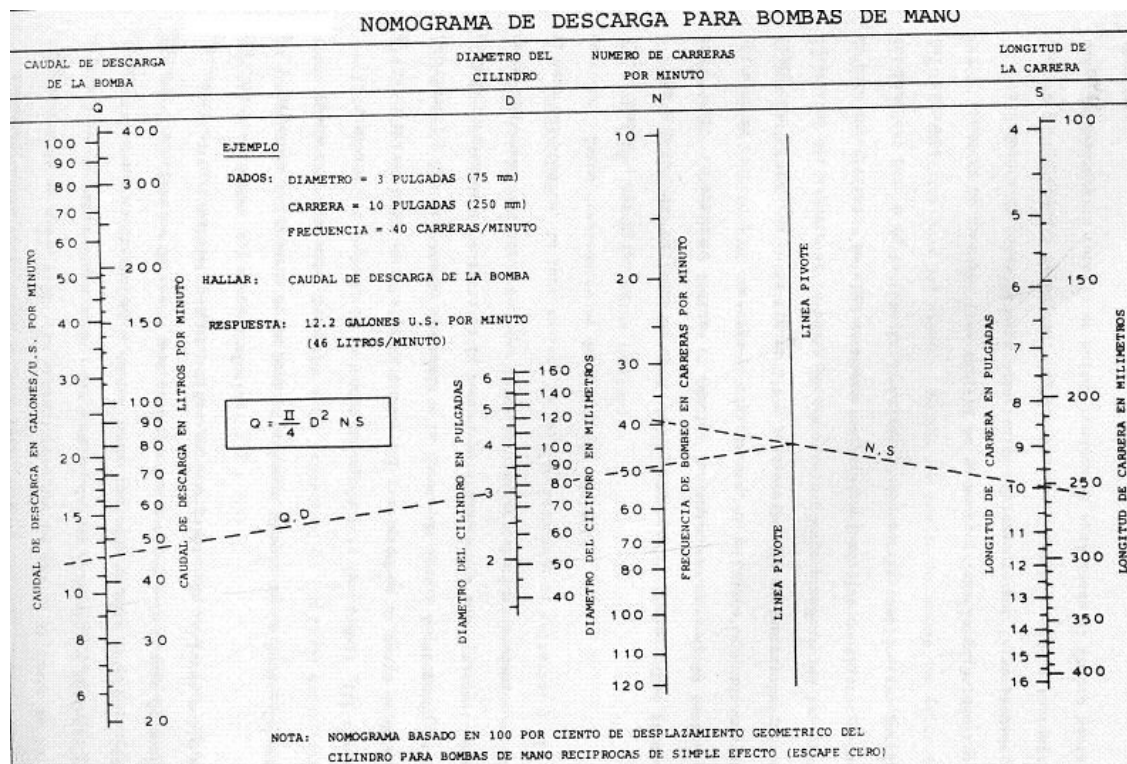 NOMOGRAMA DE DESCARGA PARA BOMBAS DE MANO
CAUDAL DE DESCARGA
DE LA BOMBA
DIAMETRO DEL
CILINDRO
NUMERO DE CARRERAS
POR MINUTO
LONGITUD DE
LA CARRERA
Q
D
N
S
EJEMPLO
DADOS: DIAMETRO = 3 PULGADAS (75 mm)
CARRERA = 10 PULGADAS (250 mm)
FRECUENCIA = 40 CARRERAS/MINUTO
HALLAR: CAUDAL DE DESCARGA DE LA BOMBA
RESPUESTA: 12.2 GALONES U.S. POR MINUTO
(46 LITROS/MINUTO)
Q = π/4 D² N S
CAUDAL DE DESCARGA EN GALONES/U.S. POR MINUTO
100
90
80
70
60
50
40
30
20
15
10
8
6
400
300
200
150
100
90
80
70
60
50
40
30
20
CAUDAL DE DESCARGA EN LITROS POR MINUTO
Q,D
DIAMETRO DEL CILINDRO EN PULGADAS
6
5
4
3
2
160
140
120
100
90
80
70
60
50
40
DIAMETRO DEL CILINDRO EN MILIMETROS
10
20
30
40
50
60
70
80
90
100
110
120
FRECUENCIA DE BOMBEO EN CARRERAS POR MINUTO
LINEA PIVOTE
LINEA PIVOTE
N,S
LONGITUD DE CARRERA EN PULGADAS
4
5
6
7
8
9
10
11
12
13
14
15
16
100
150
200
250
300
350
400
LONGITUD DE CARRERA EN MILIMETROS
NOTA: NOMOGRAMA BASADO EN 100 POR CIENTO DE DESPLAZAMIENTO GEOMETRICO DEL
CILINDRO PARA BOMBAS DE MANO RECIPROCAS DE SIMPLE EFECTO (ESCAPE CERO)